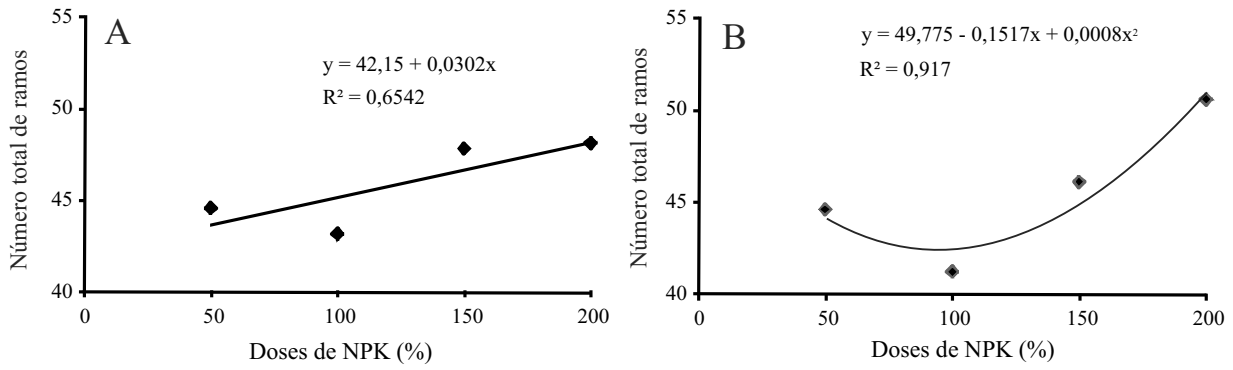 A
y = 42,15 + 0,0302x
R² = 0,6542
Número total de ramos
55
50
45
40
0 50 100 150 200
Doses de NPK (%)
B
y = 49,775 - 0,1517x + 0,0008x²
R² = 0,917
Número total de ramos
55
50
45
40
0 50 100 150 200
Doses de NPK (%)